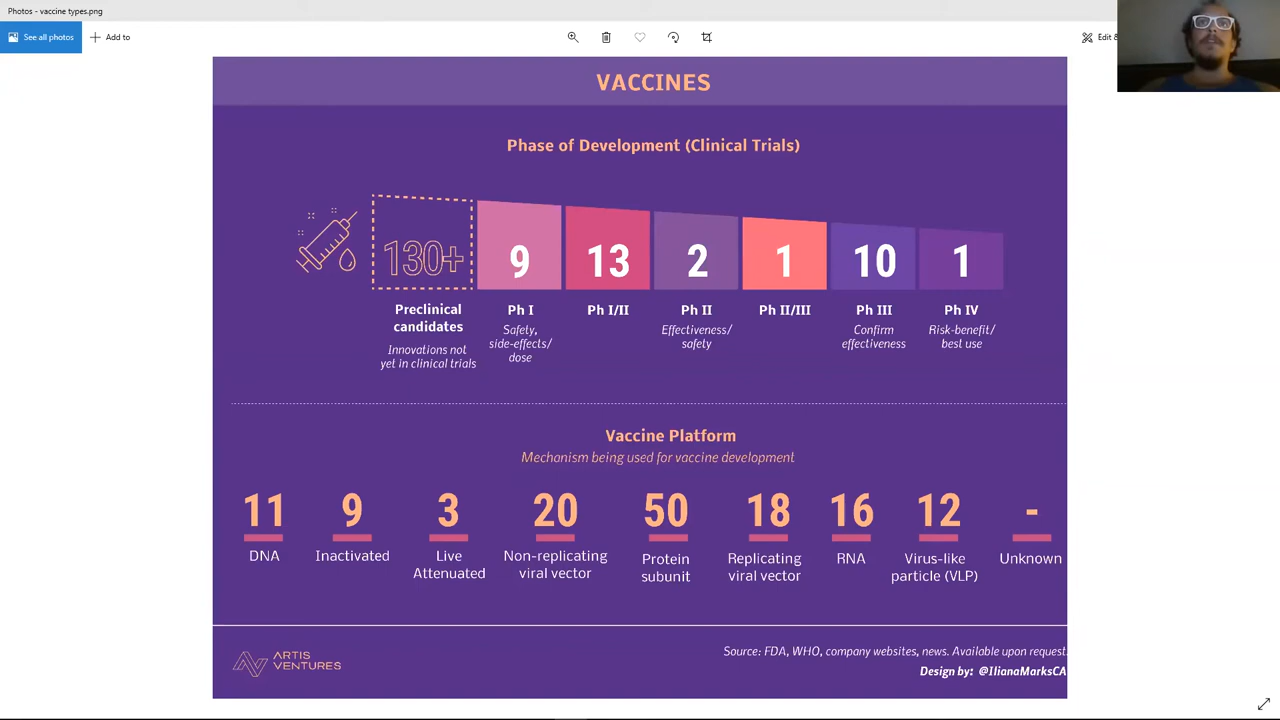 Photos - vaccine types.png
See all photos
Add to
Edit &
VACCINES
Phase of Development (Clinical Trials)
130+ 9 13 2 1 10 1
Preclinical candidates
Innovations not yet in clinical trials
Ph I
Safety, side-effects/ dose
Ph I/II
Ph II
Effectiveness/ safety
Ph II/III
Ph III
Confirm effectiveness
Ph IV
Risk-benefit/ best use
Vaccine Platform
Mechanism being used for vaccine development
11 9 3 20 50 18 16 12 -
DNA
Inactivated
Live Attenuated
Non-replicating viral vector
Protein subunit
Replicating viral vector
RNA
Virus-like particle (VLP)
Unknown
ARTIS
VENTURES
Source: FDA, WHO, company websites, news. Available upon request.
Design by: @IlianaMarksCA